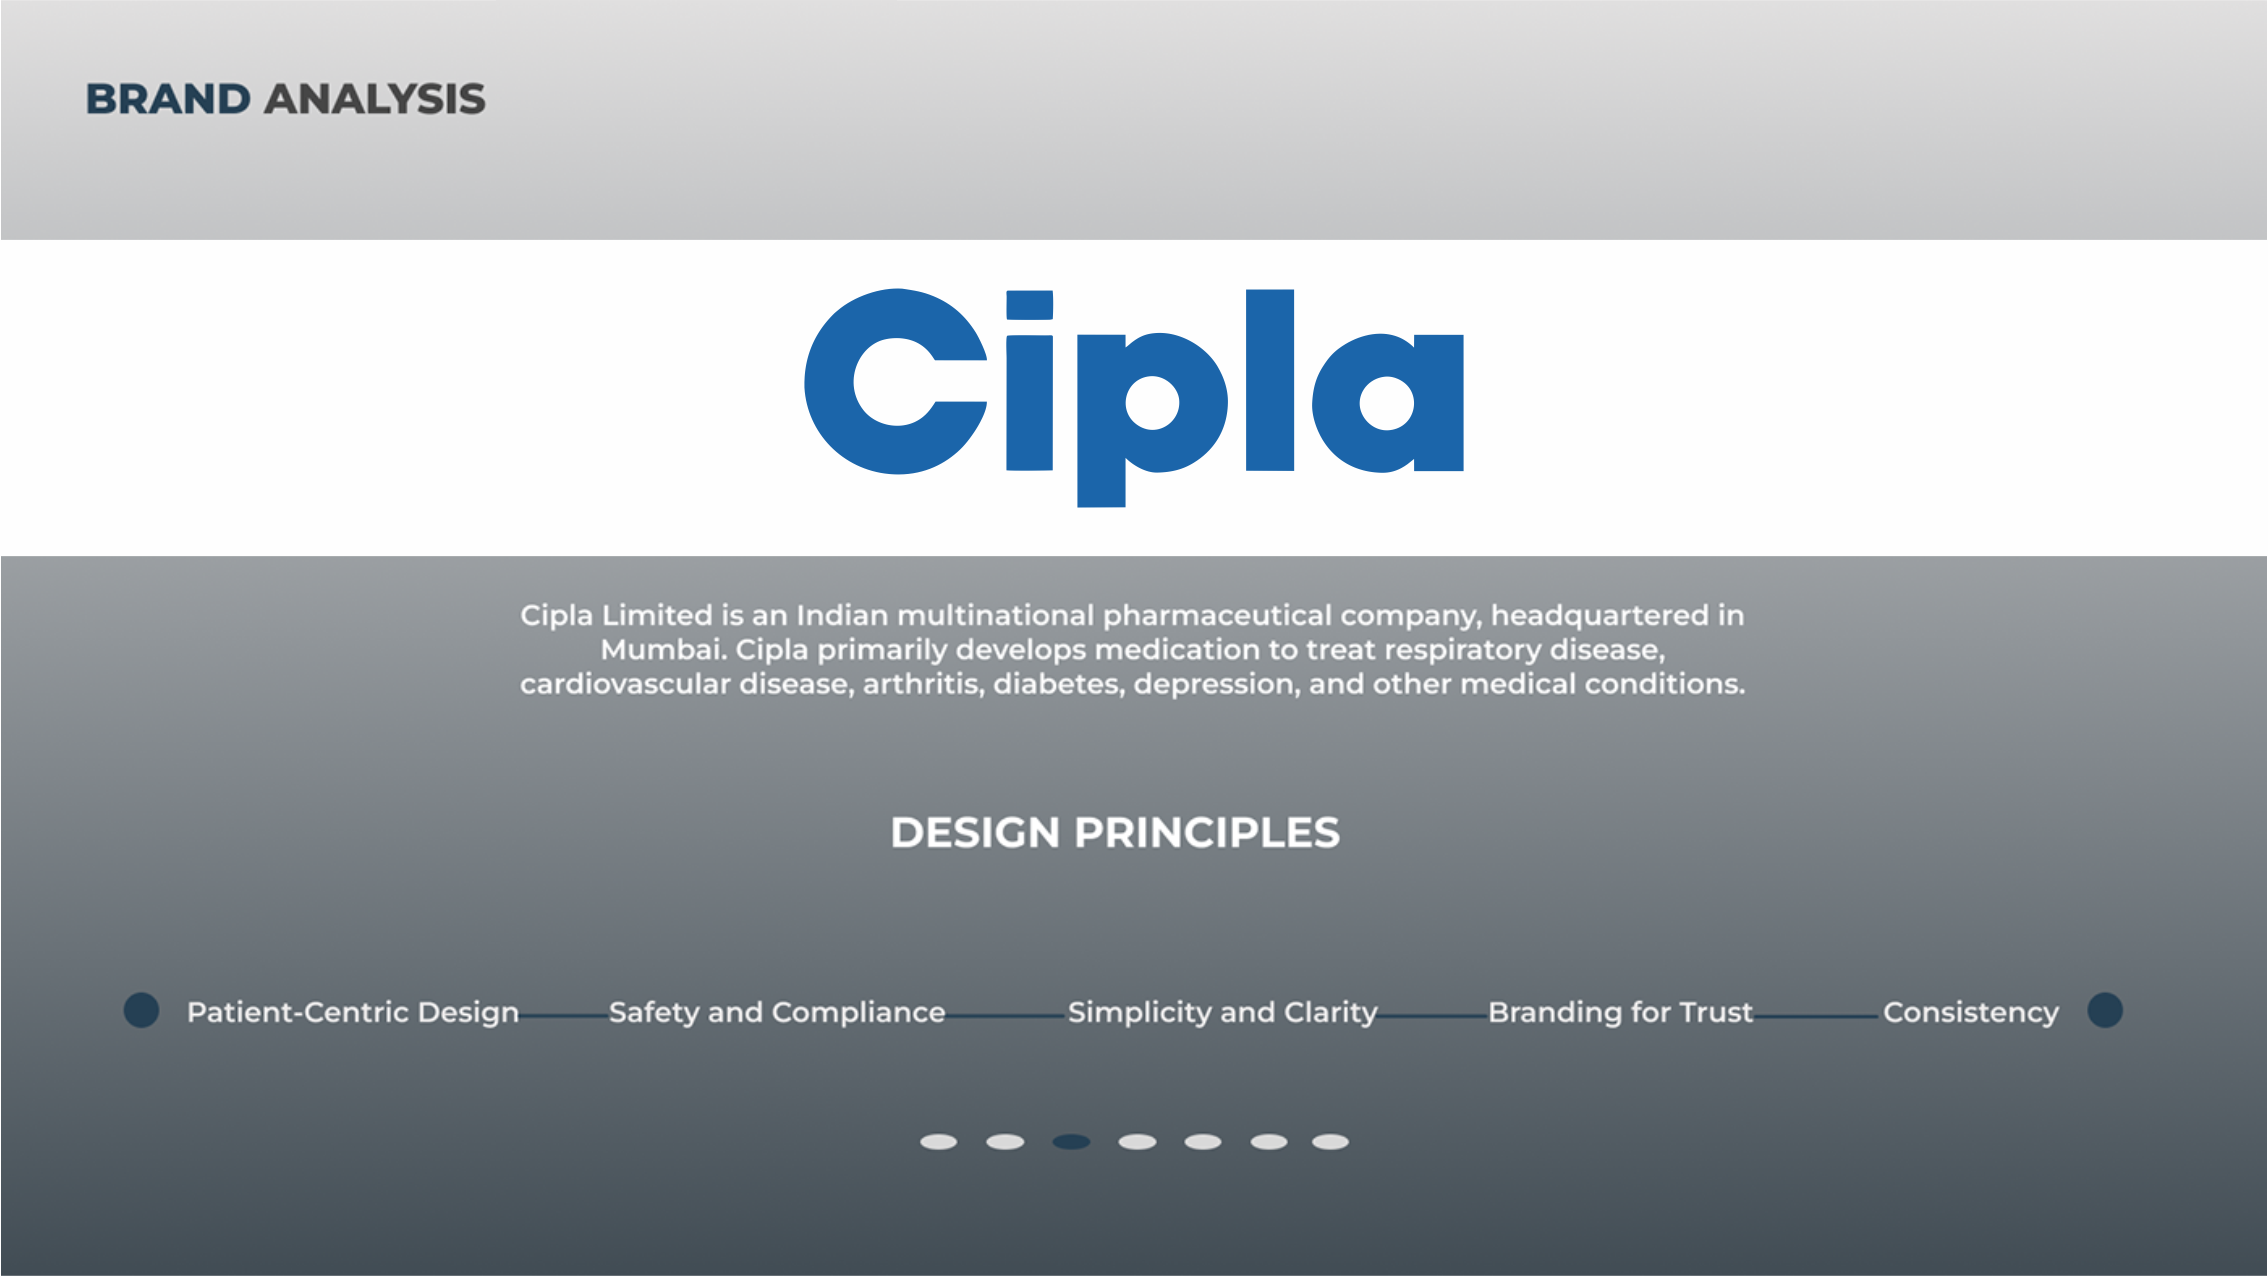 BRAND ANALYSIS
Cipla
Cipla Limited is an Indian multinational pharmaceutical company, headquartered in
Mumbai. Cipla primarily develops medication to treat respiratory disease,
cardiovascular disease, arthritis, diabetes, depression, and other medical conditions.
DESIGN PRINCIPLES
Patient-Centric Design Safety and Compliance Simplicity and Clarity Branding for Trust Consistency